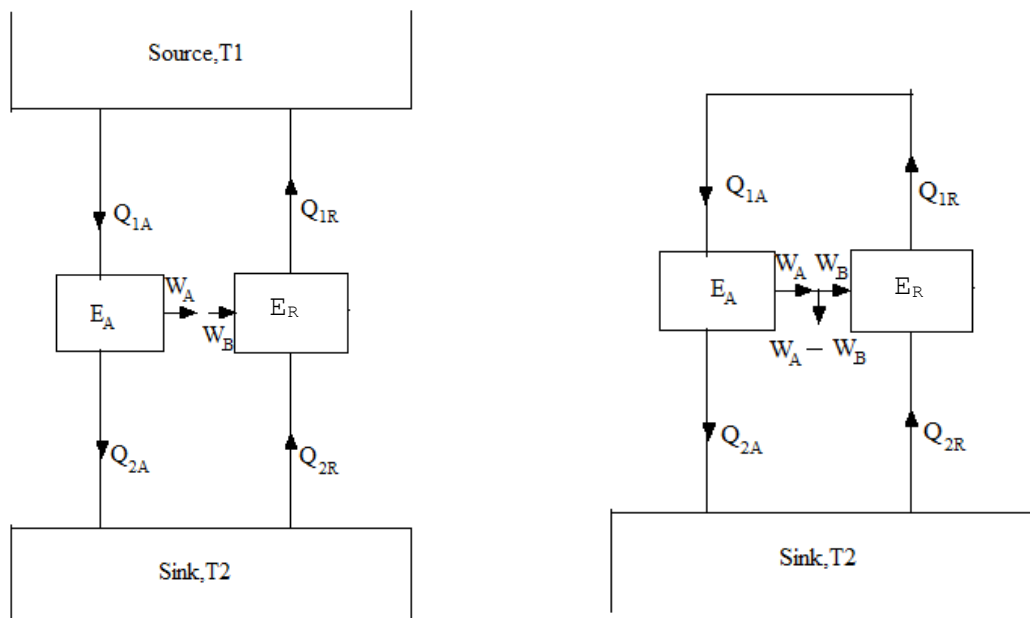 Source,T1
Q1A
Q1R
EA
WA
WB
ER
Q2A
Q2R
Sink,T2
Q1A
Q1R
EA
WA WB
ER
WA – WB
Q2A
Q2R
Sink,T2